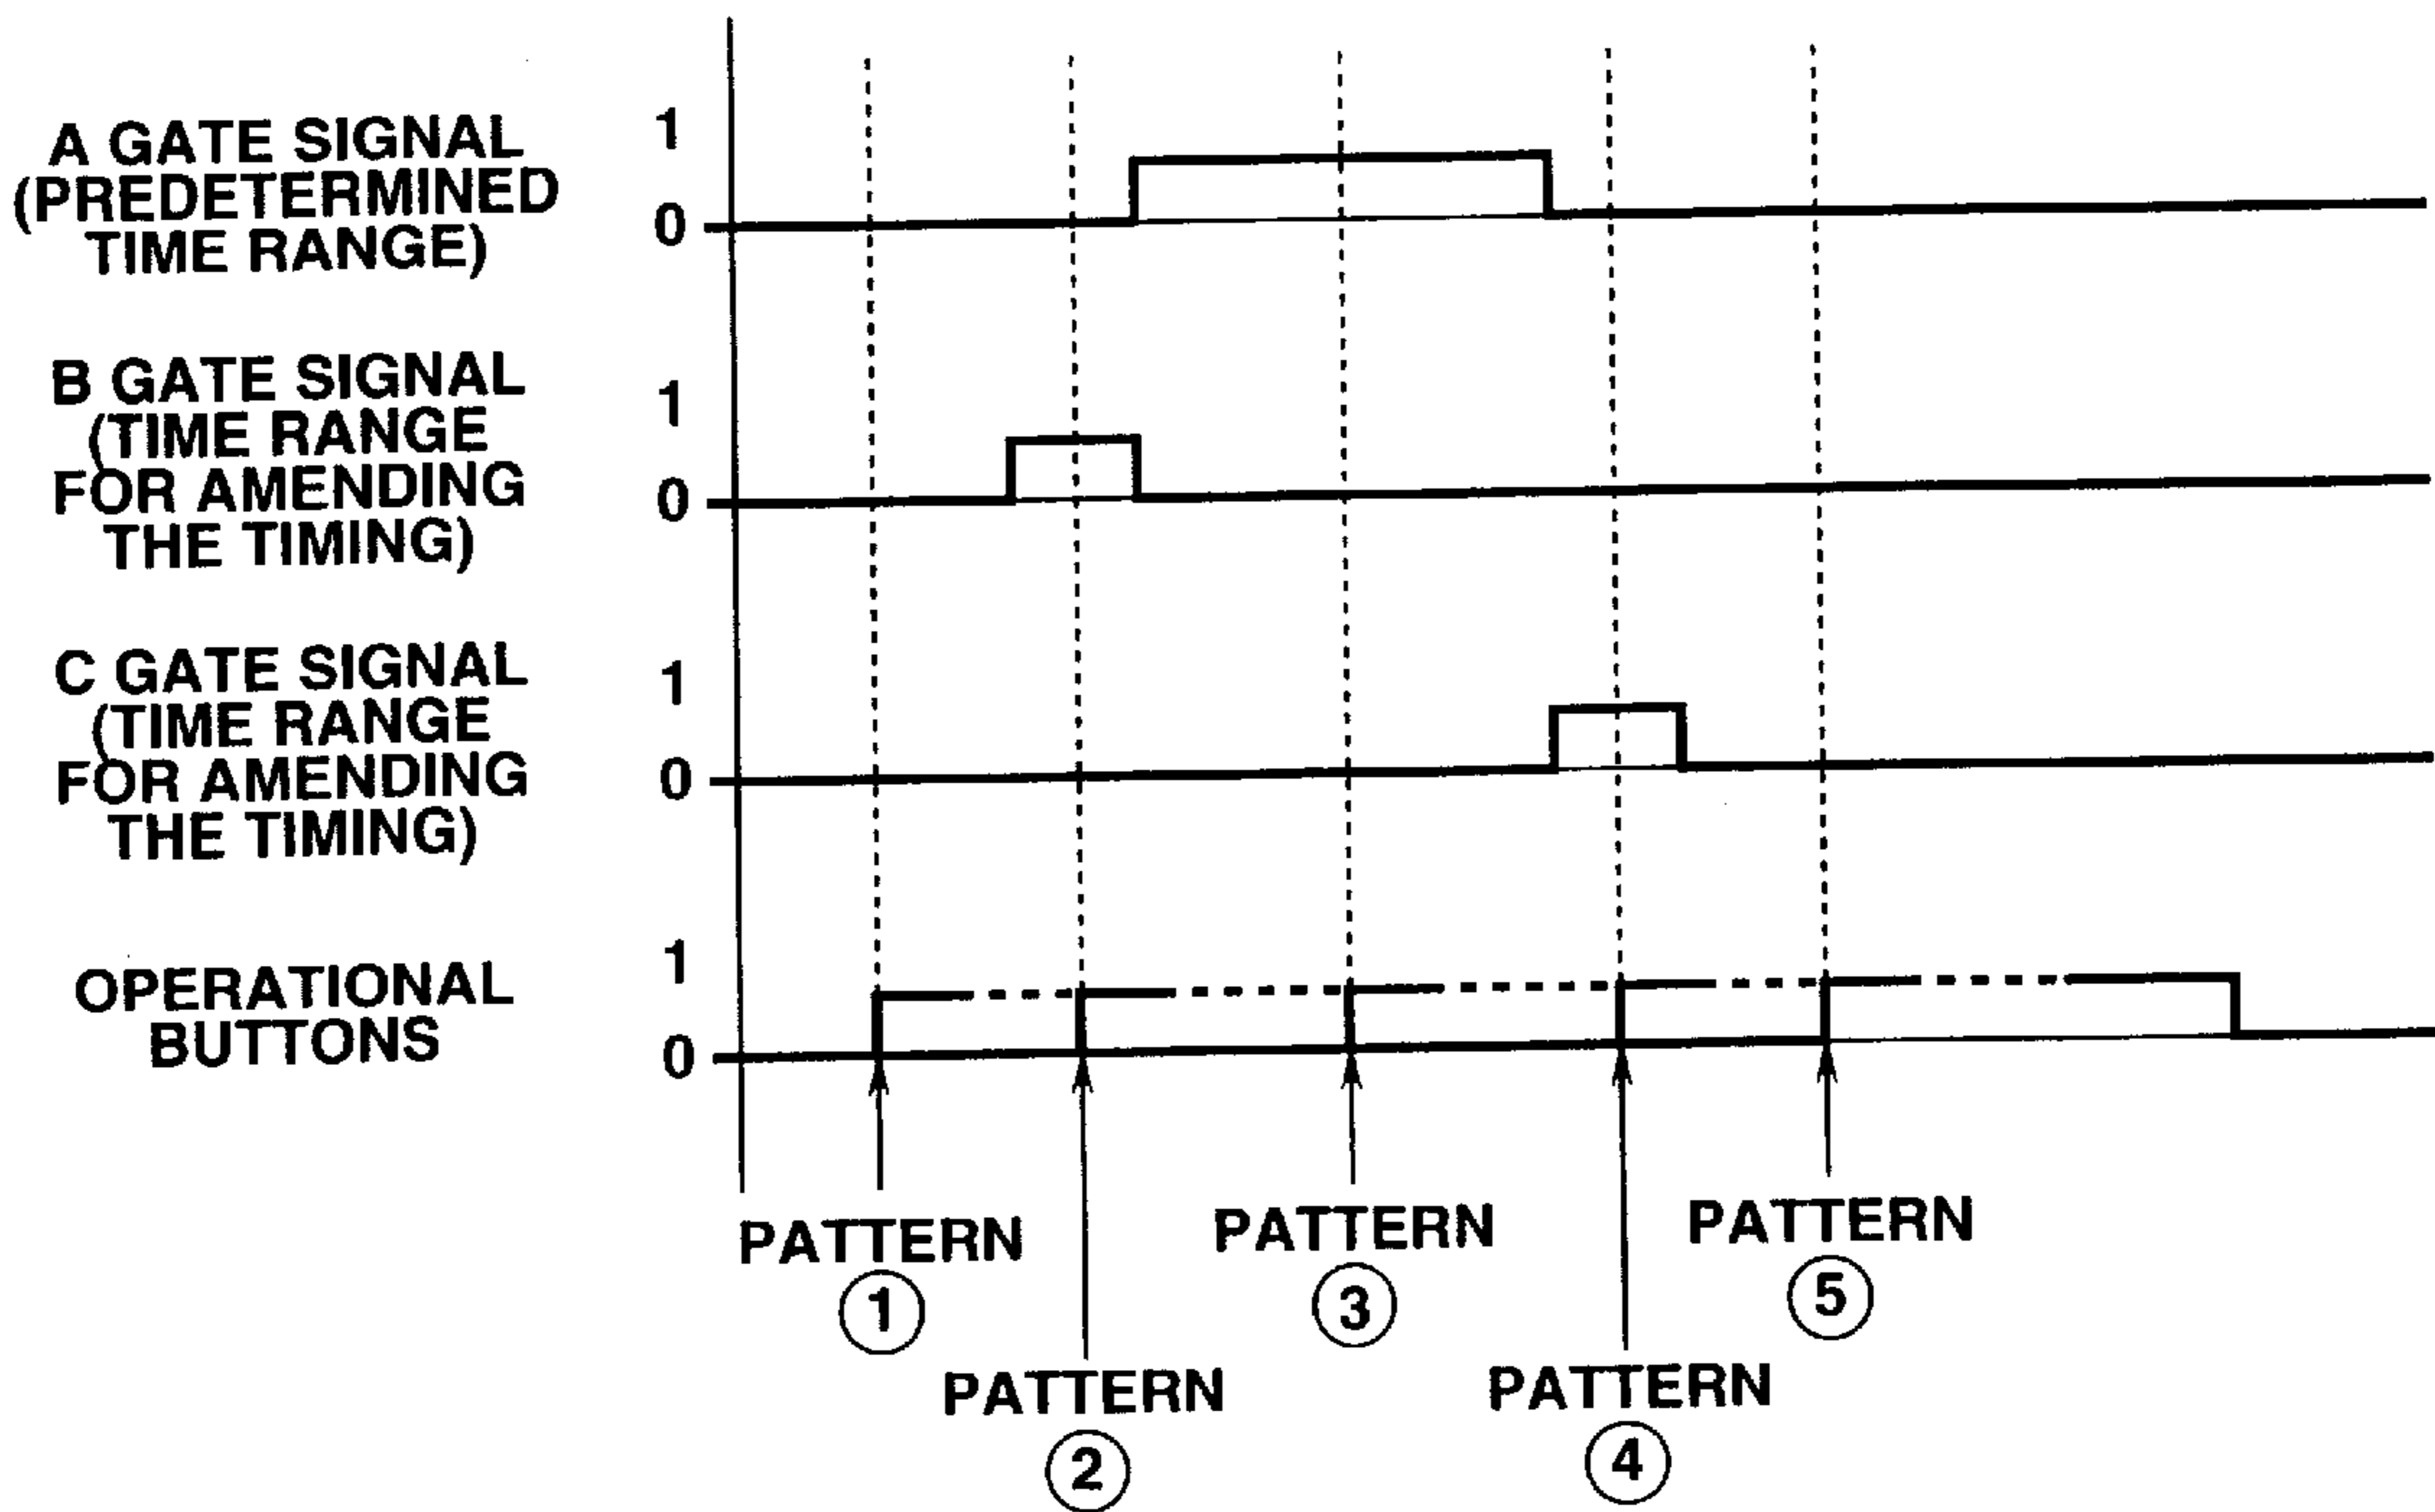 A GATE SIGNAL
(PREDETERMINED
TIME RANGE)
1
0
B GATE SIGNAL
(TIME RANGE
FOR AMENDING
THE TIMING)
1
0
C GATE SIGNAL
(TIME RANGE
FOR AMENDING
THE TIMING)
1
0
OPERATIONAL
BUTTONS
1
0
PATTERN
①
PATTERN
②
PATTERN
③
PATTERN
④
PATTERN
⑤